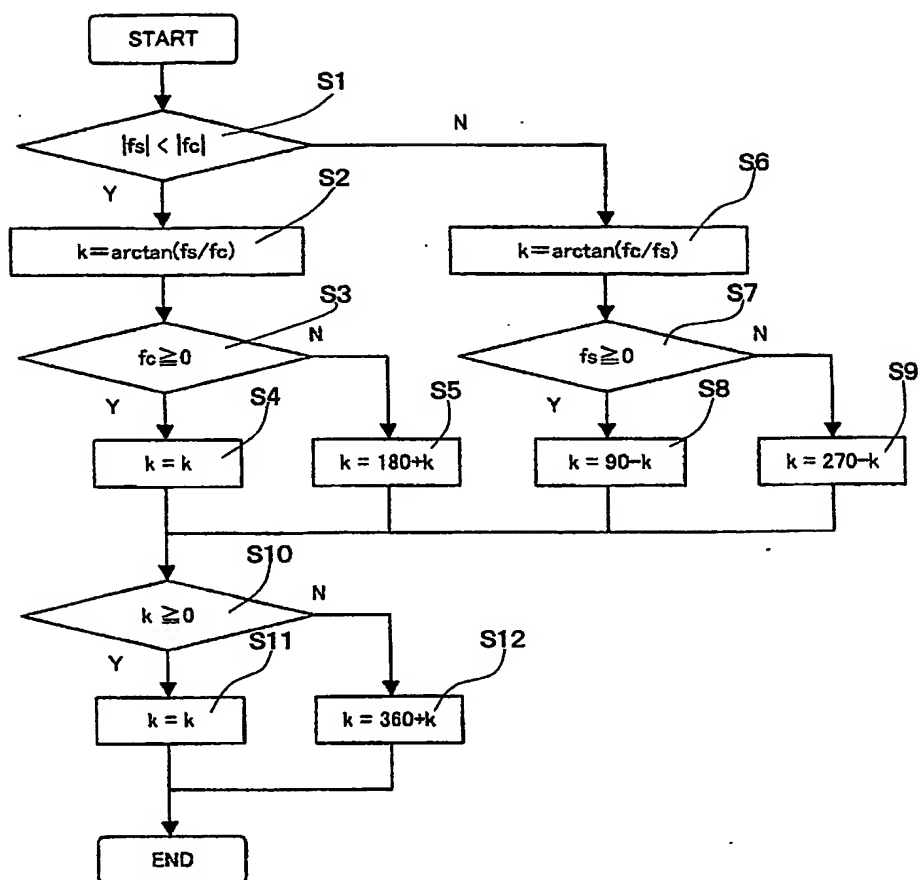 START
S1
|fs| < |fc|
N
Y
S2
S6
k=arctan(fs/fc)
k=arctan(fc/fs)
S3
S7
fc≧0
N
fs≧0
N
Y
S4
S5
Y
S8
S9
k = k
k = 180+k
k = 90-k
k = 270-k
S10
k ≧0
N
Y
S11
S12
k = k
k = 360+k
END